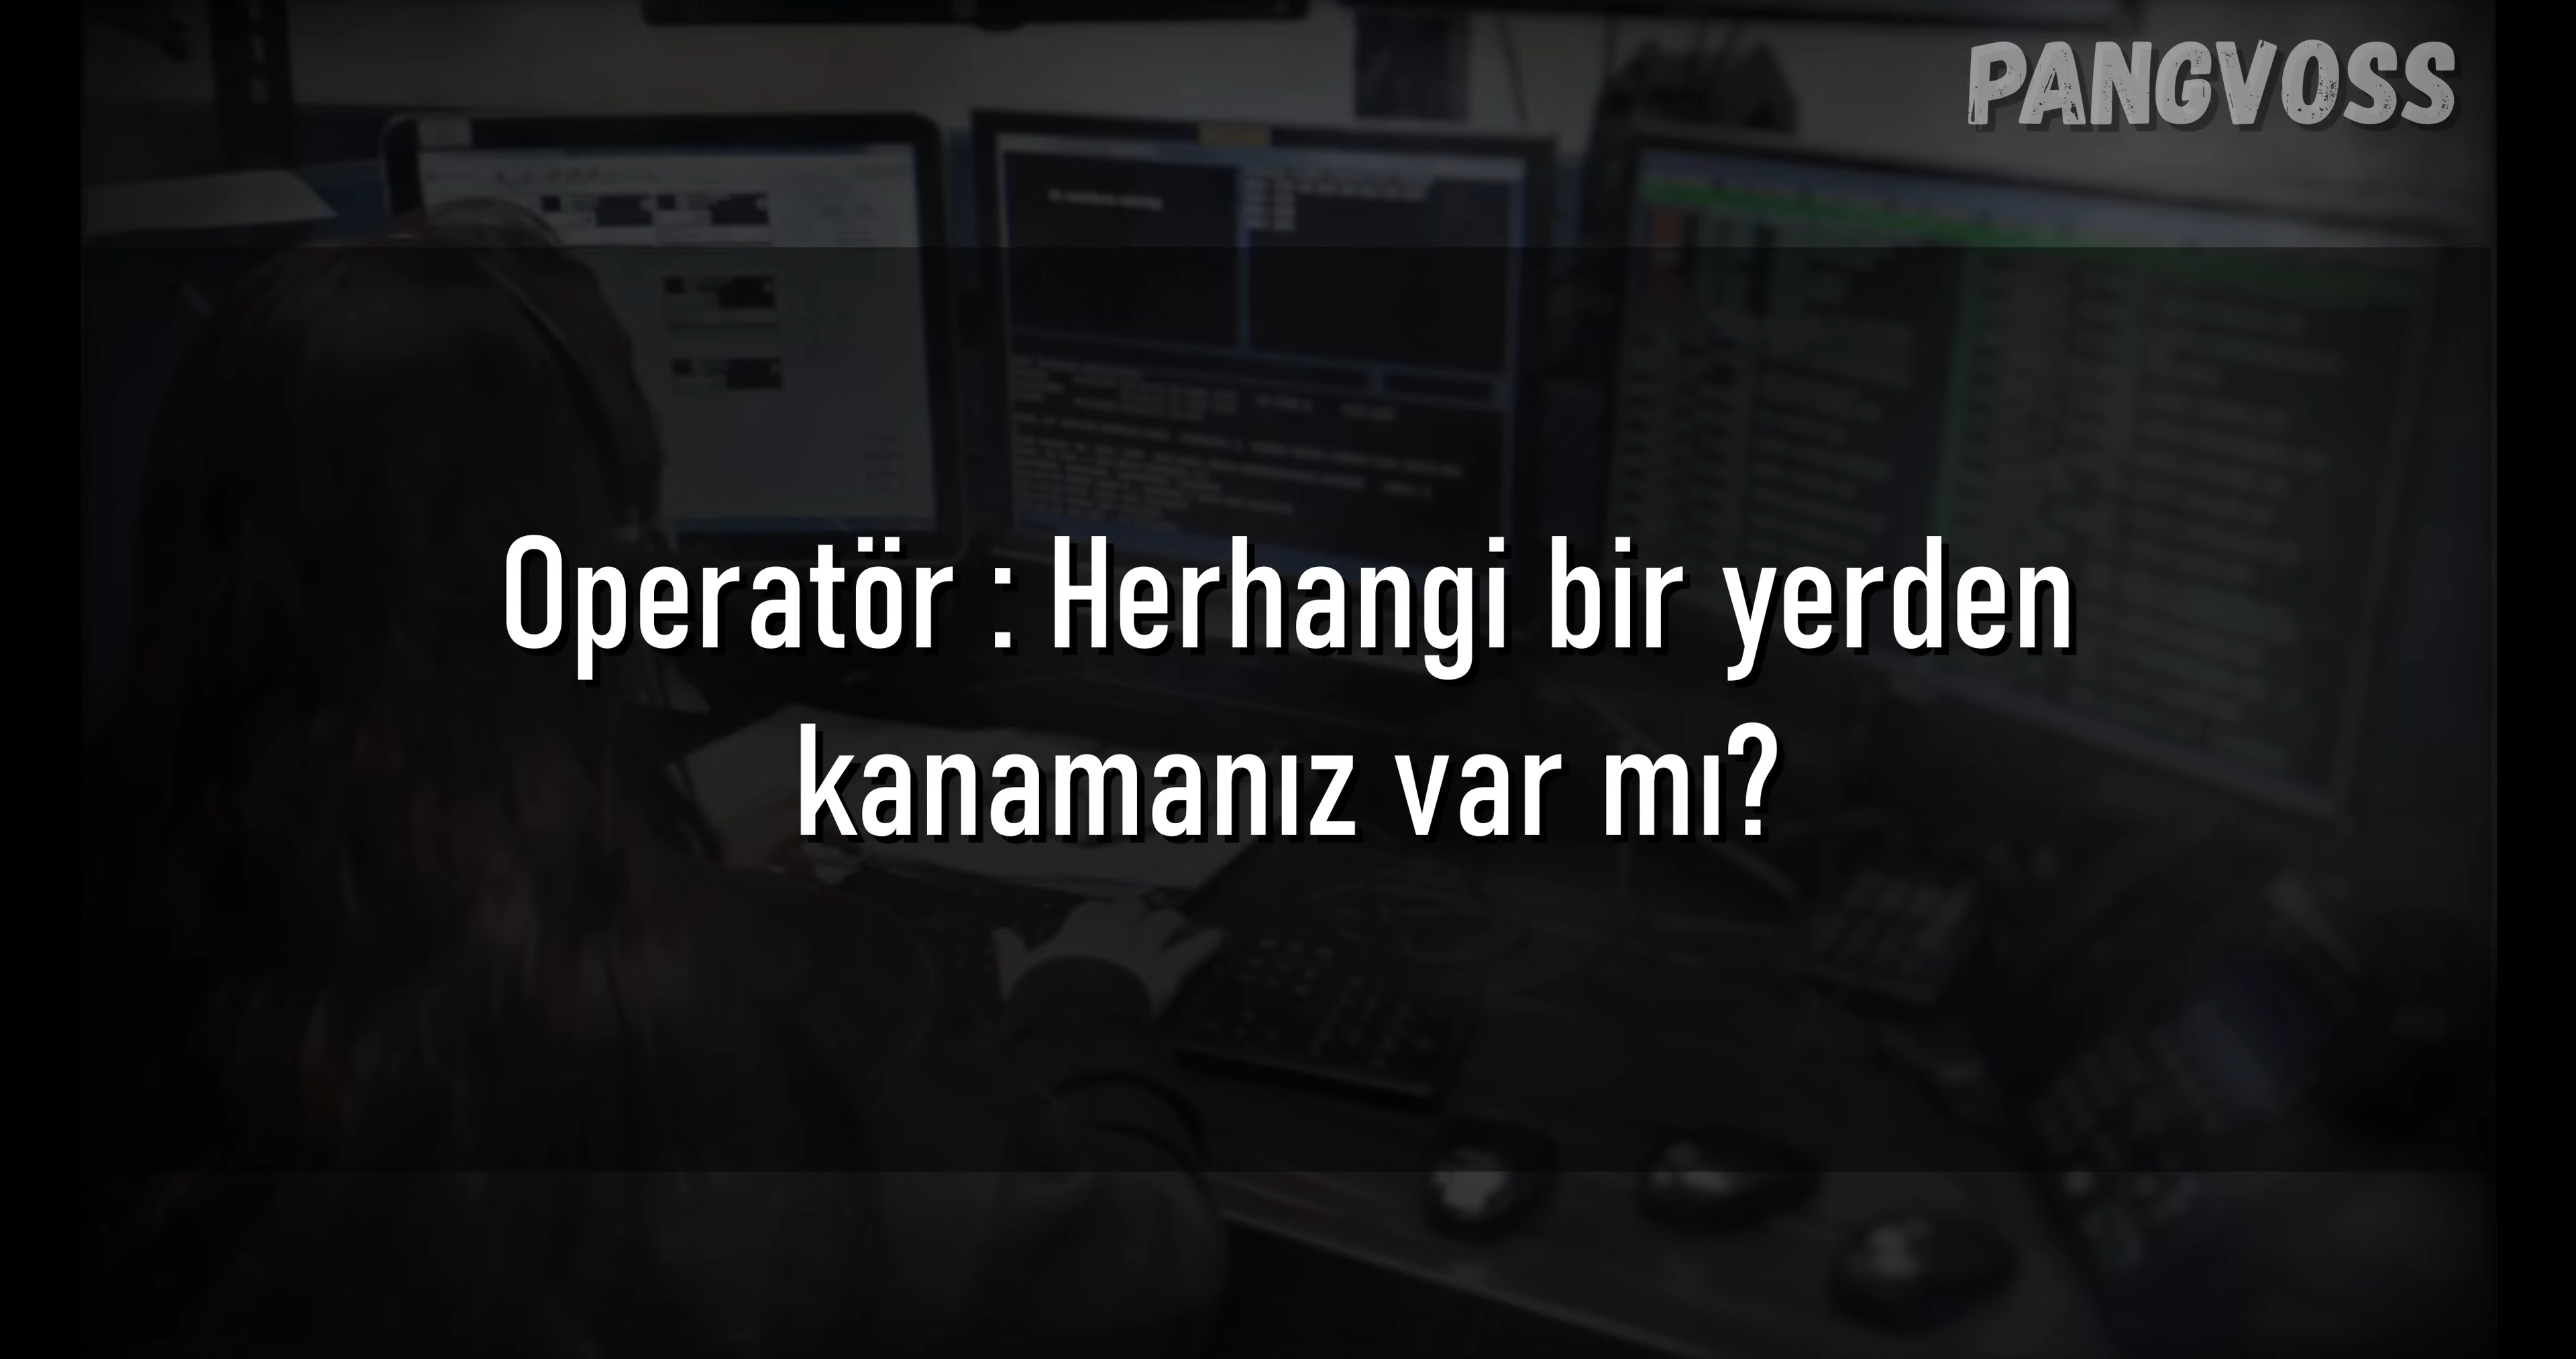 PANGVOSS
Operatör : Herhangi bir yerden
kanamanız var mı?